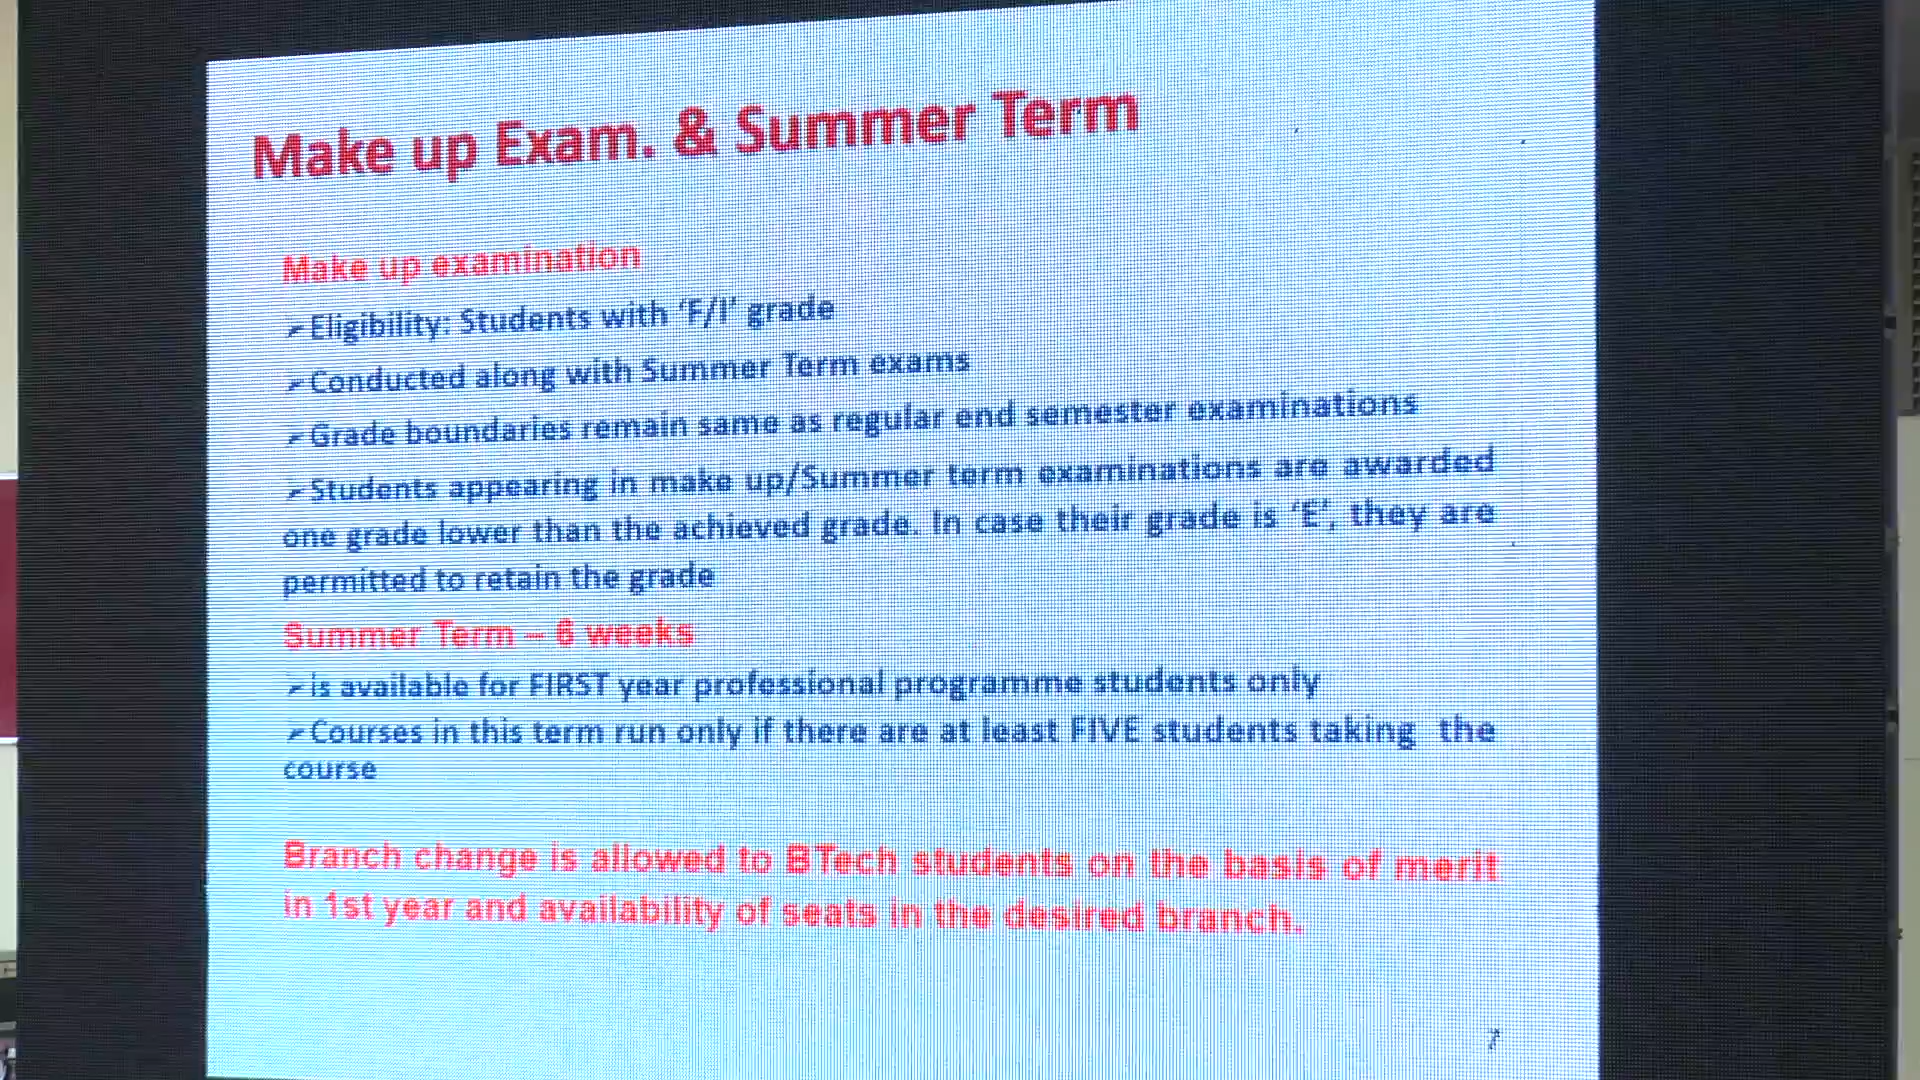 Make up Exam. & Summer Term
Make up examination
➢Eligibility: Students with ‘F/I’ grade
➢Conducted along with Summer Term exams
➢Grade boundaries remain same as regular end semester examinations
➢Students appearing in make up/Summer term examinations are awarded
one grade lower than the achieved grade. In case their grade is ‘E’, they are
permitted to retain the grade
Summer Term – 6 weeks
➢is available for FIRST year professional programme students only
➢Courses in this term run only if there are at least FIVE students taking the
course
Branch change is allowed to BTech students on the basis of merit
in 1st year and availability of seats in the desired branch.
7